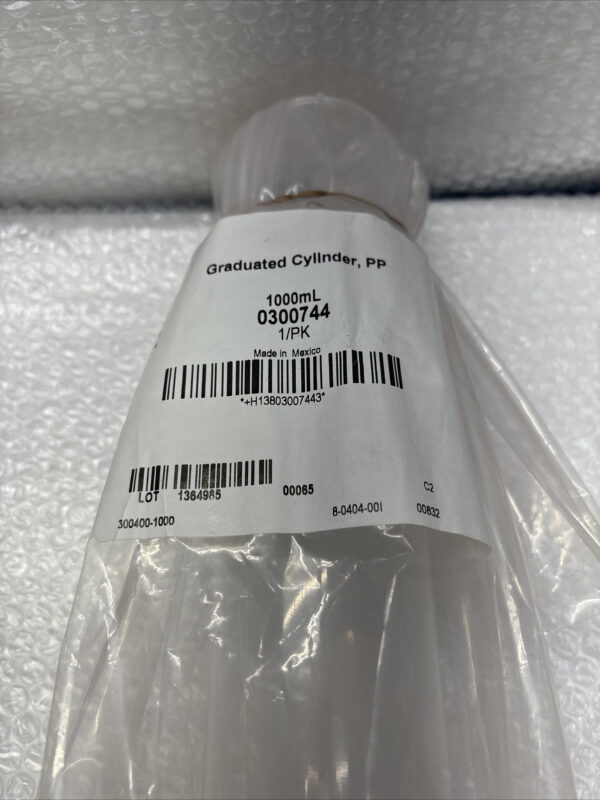 Graduated Cylinder, PP
1000mL
0300744
1/PK
Made in Mexico
*+H13803007443*
LOT 1364985 00065 C2
300400-1000 8-0404-001 00832